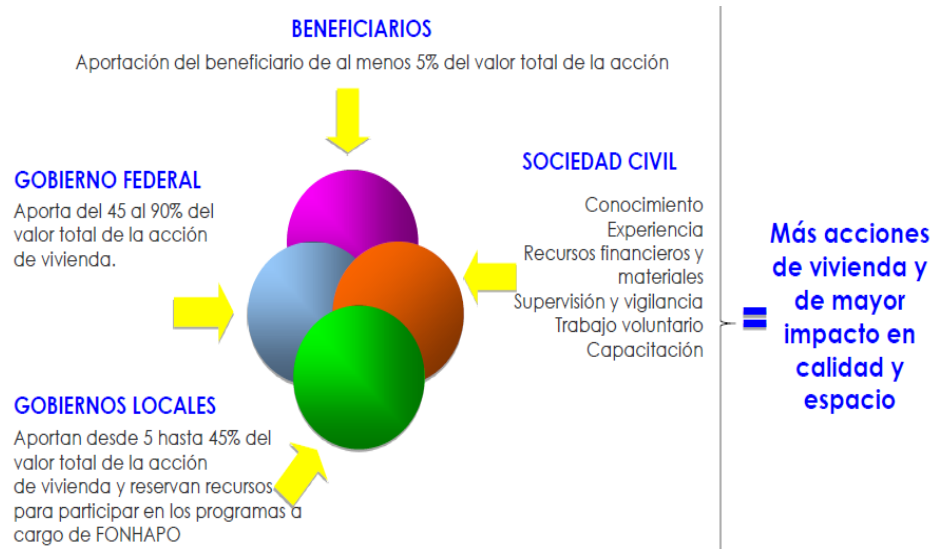 BENEFICIARIOS
Aportación del beneficiario de al menos 5% del valor total de la acción
GOBIERNO FEDERAL
Aporta del 45 al 90% del
valor total de la acción
de vivienda.
SOCIEDAD CIVIL
Conocimiento
Experiencia
Recursos financieros y
materiales
Supervisión y vigilancia
Trabajo voluntario
Capacitación
GOBIERNOS LOCALES
Aportan desde 5 hasta 45% del
valor total de la acción
de vivienda y reservan recursos
para participar en los programas a
cargo de FONHAPO
=
Más acciones
de vivienda y
de mayor
impacto en
calidad y
espacio